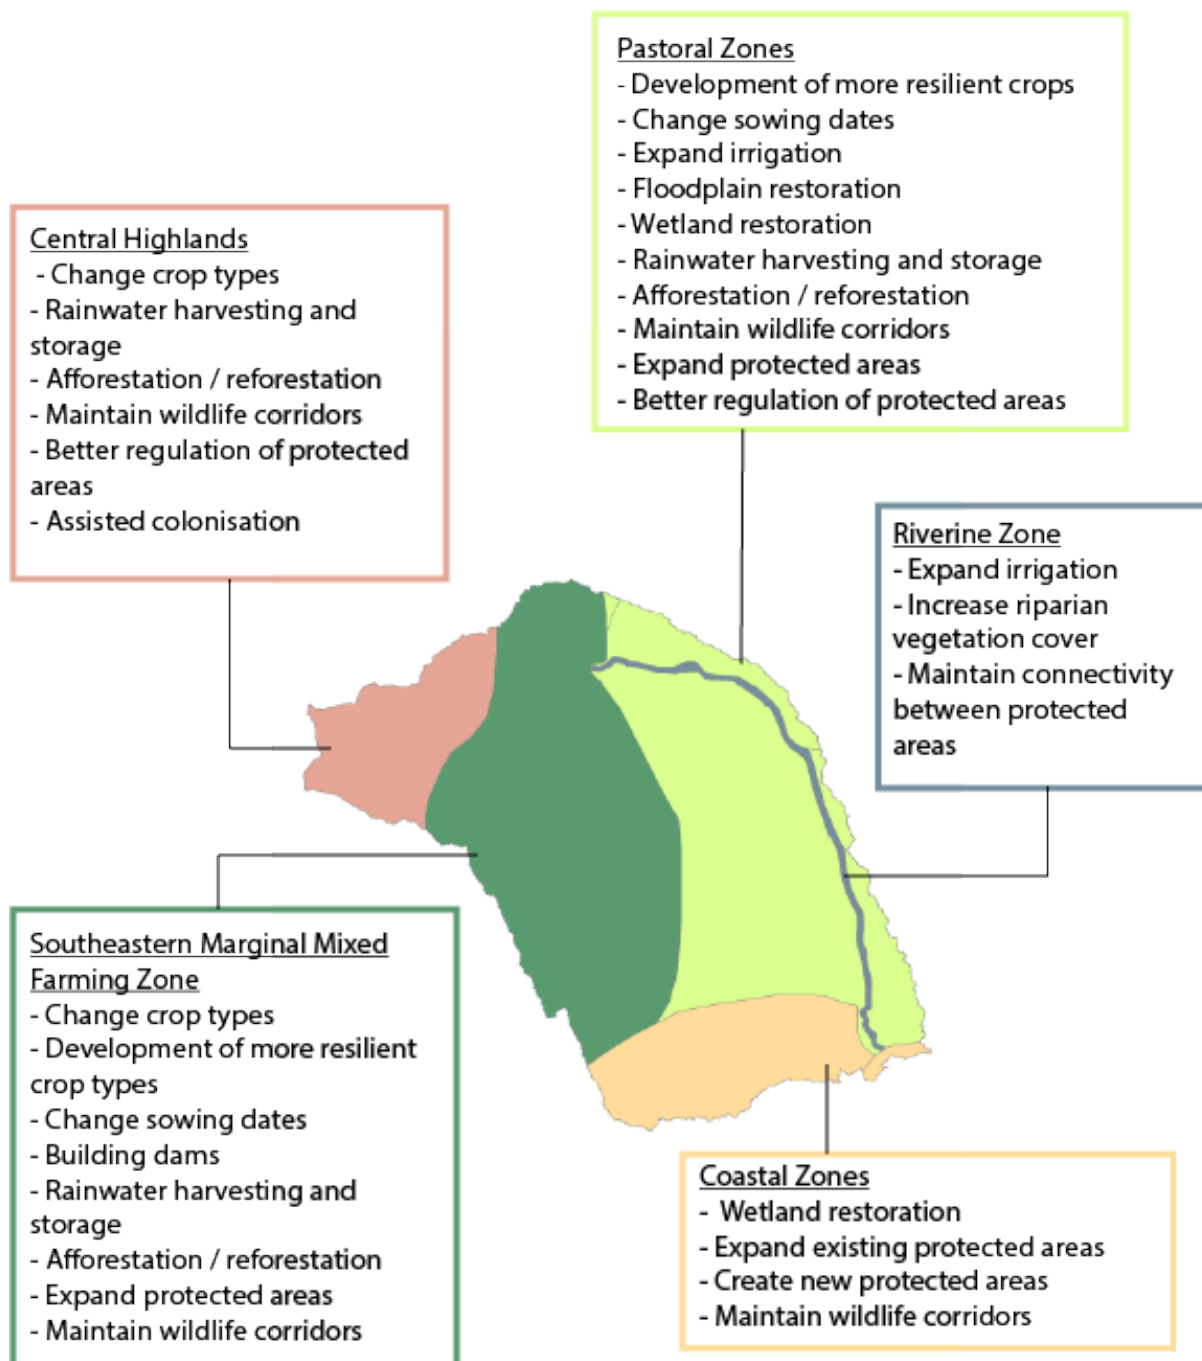 Pastoral Zones
- Development of more resilient crops
- Change sowing dates
- Expand irrigation
- Floodplain restoration
- Wetland restoration
- Rainwater harvesting and storage
- Afforestation / reforestation
- Maintain wildlife corridors
- Expand protected areas
- Better regulation of protected areas
Central Highlands
- Change crop types
- Rainwater harvesting and
storage
- Afforestation / reforestation
- Maintain wildlife corridors
- Better regulation of protected
areas
- Assisted colonisation
Riverine Zone
- Expand irrigation
- Increase riparian
vegetation cover
- Maintain connectivity
between protected
areas
Southeastern Marginal Mixed
Farming Zone
- Change crop types
- Development of more resilient
crop types
- Change sowing dates
- Building dams
- Rainwater harvesting and
storage
- Afforestation / reforestation
- Expand protected areas
- Maintain wildlife corridors
Coastal Zones
- Wetland restoration
- Expand existing protected areas
- Create new protected areas
- Maintain wildlife corridors